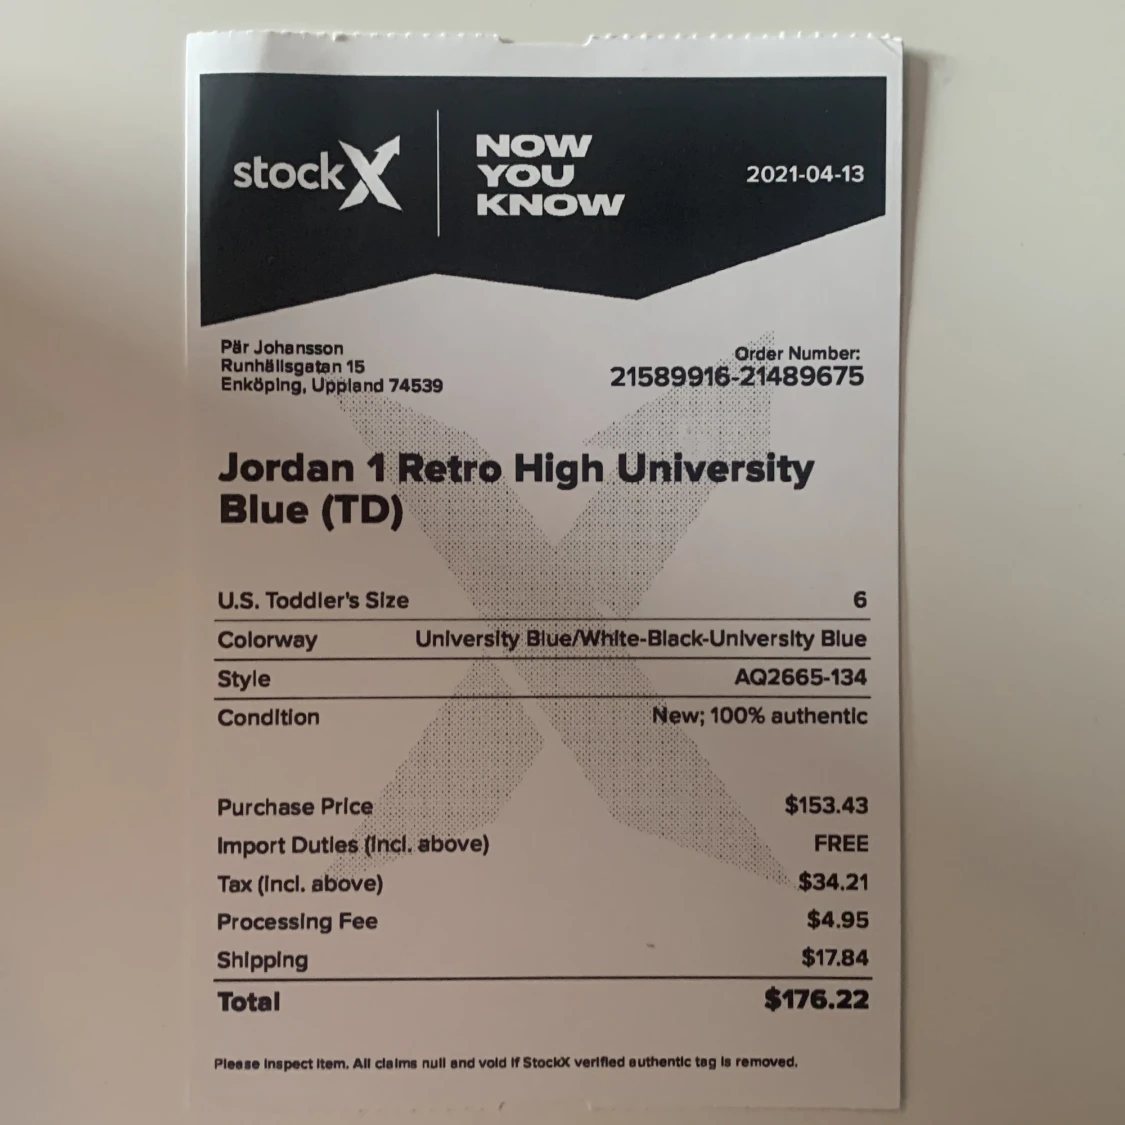 stockX
NOW
YOU
KNOW
2021-04-13
Pär Johansson
Runhällsgatan 15
Enköping, Uppland 74539
Order Number:
21589916-21489675
Jordan 1 Retro High University
Blue (TD)
U.S. Toddler's Size 6
Colorway University Blue/White-Black-University Blue
Style AQ2665-134
Condition New; 100% authentic
Purchase Price $153.43
Import Duties (incl. above) FREE
Tax (incl. above) $34.21
Processing Fee $4.95
Shipping $17.84
Total $176.22
Please inspect item. All claims null and void if StockX verified authentic tag is removed.